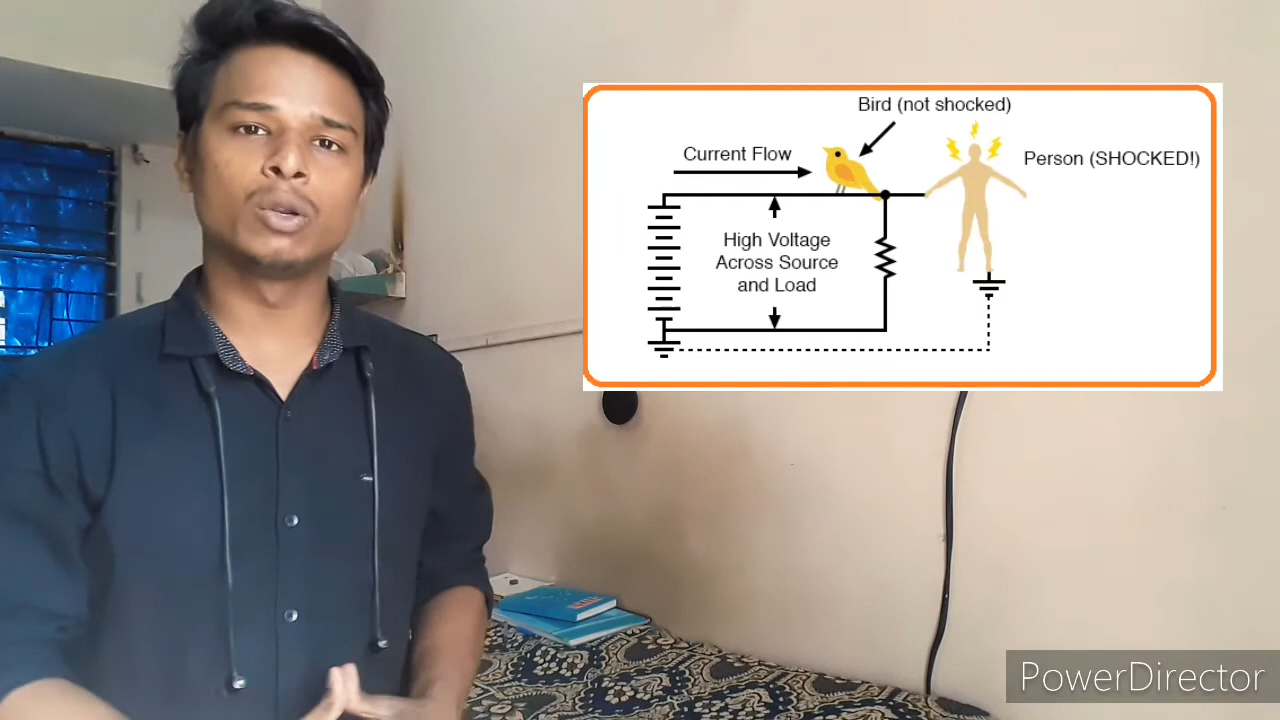 Bird (not shocked)
Current Flow
Person (SHOCKED!)
High Voltage
Across Source
and Load
PowerDirector